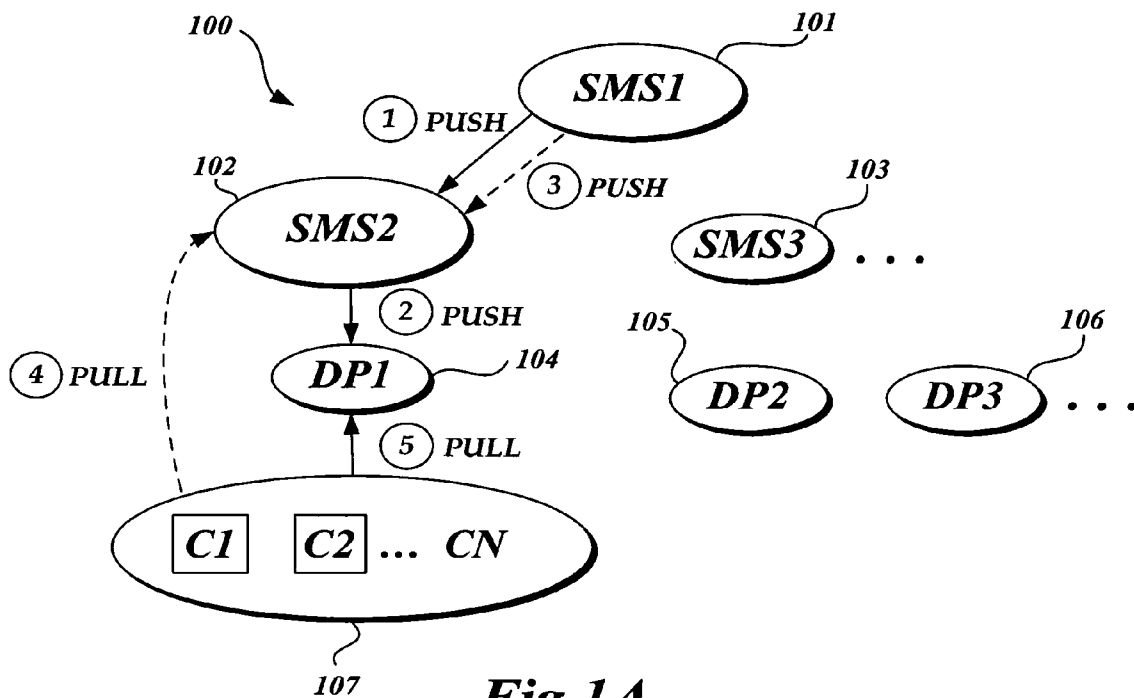 100
101
SMS1
1 PUSH
102
3 PUSH
103
SMS2
SMS3 . . .
2 PUSH
105
106
104
4 PULL
DP1
DP2
DP3 . . .
5 PULL
C1 C2 ... CN
107
Fig. 1A